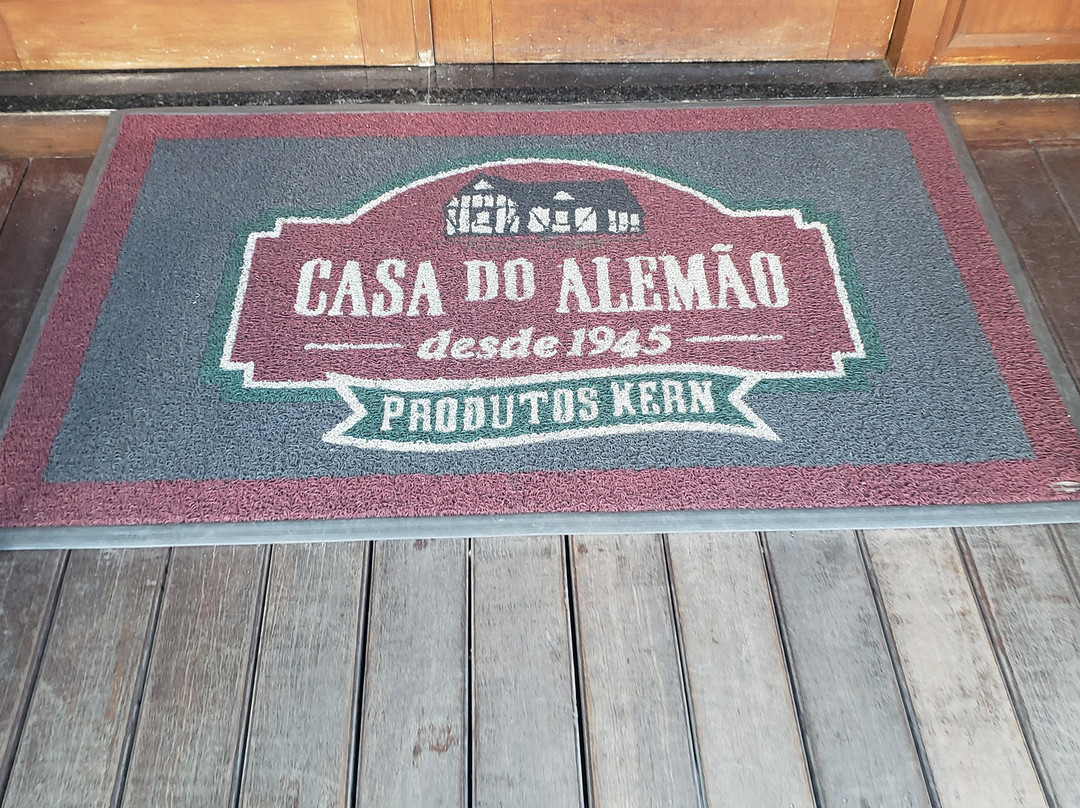 CASA DO ALEMÃO
desde 1945
PRODUTOS KERN